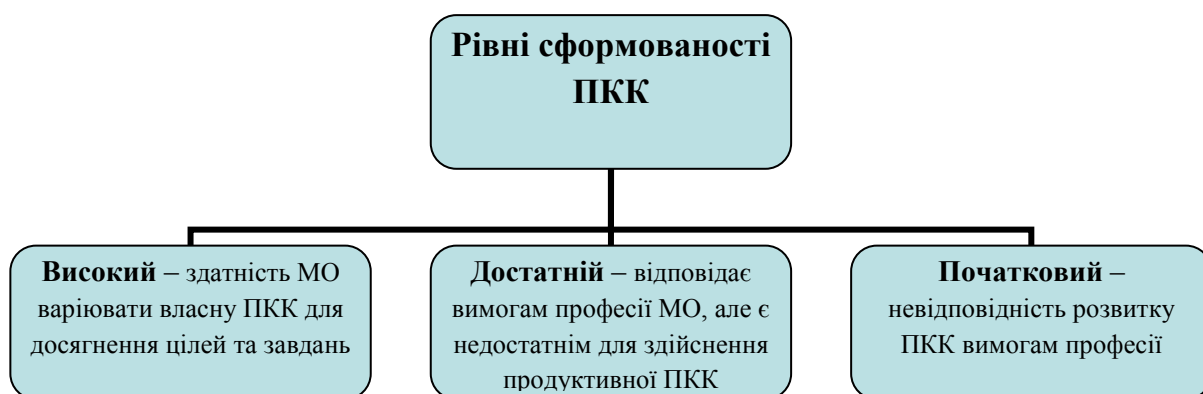 Рівні сформованості
ПКК
Високий – здатність МО
варіювати власну ПКК для
досягнення цілей та завдань
Достатній – відповідає
вимогам професії МО, але є
недостатнім для здійснення
продуктивної ПКК
Початковий –
невідповідність розвитку
ПКК вимогам професії